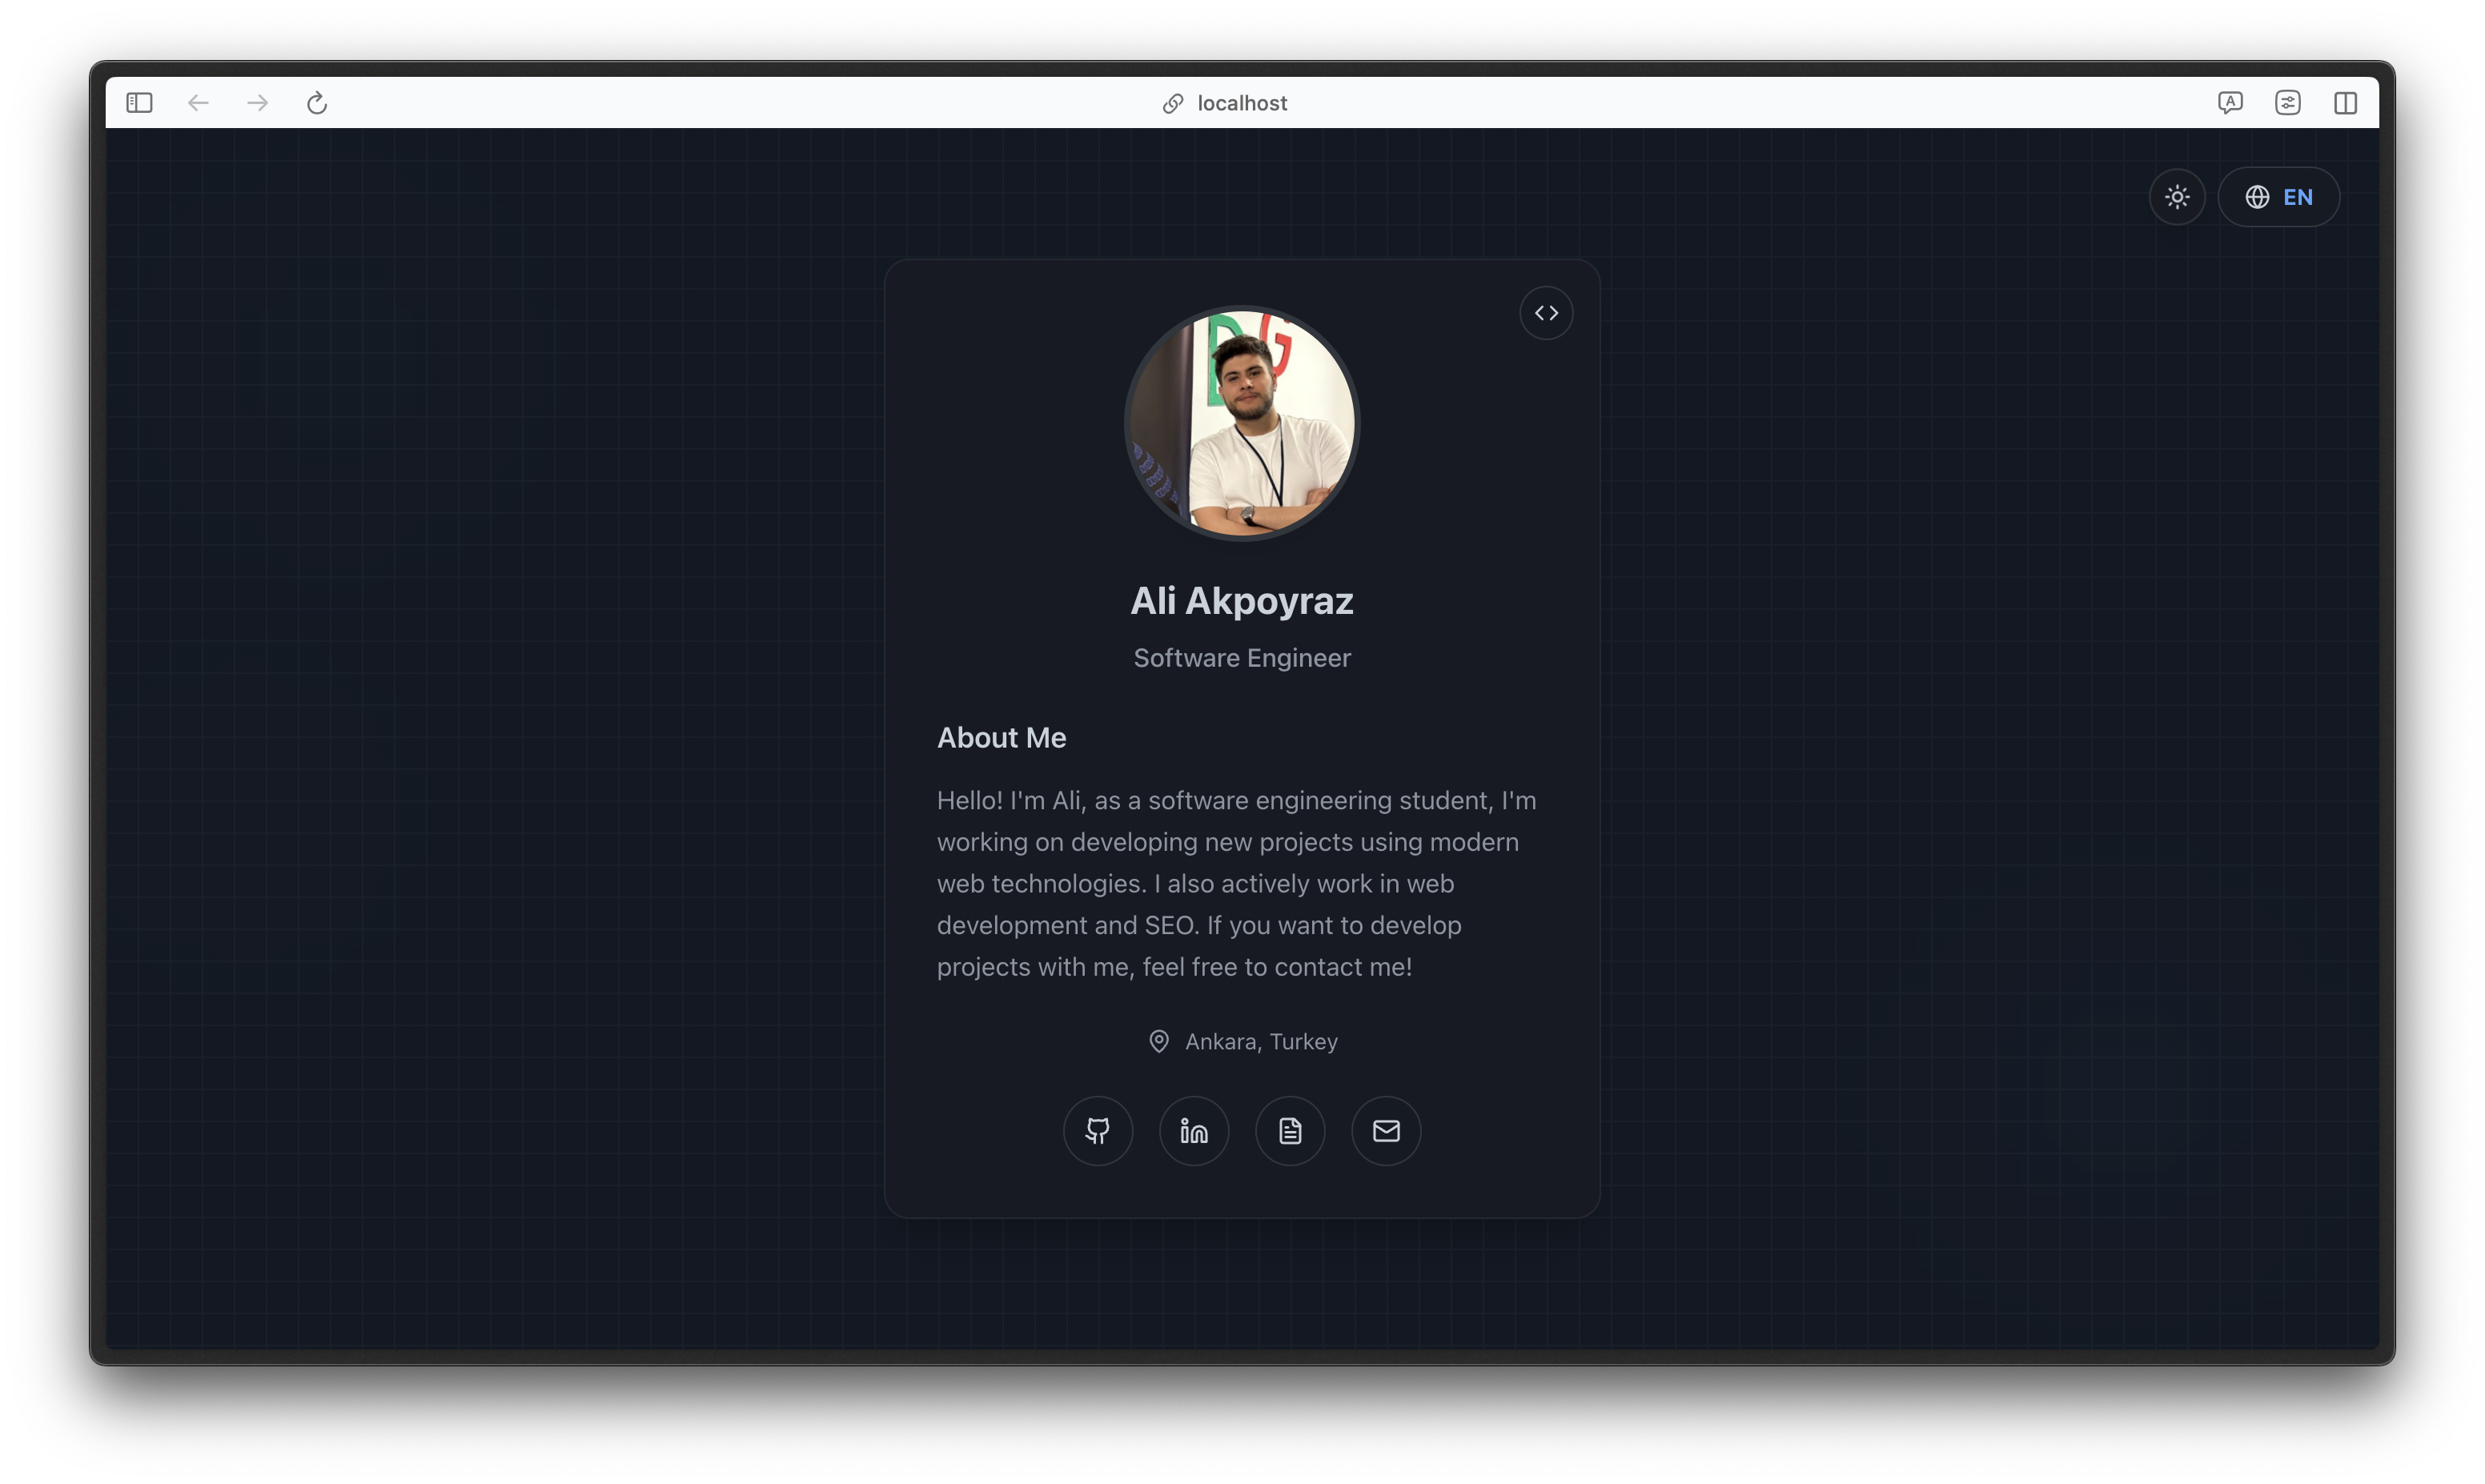 localhost
EN
DG
Ali Akpoyraz
Software Engineer
About Me
Hello! I'm Ali, as a software engineering student, I'm
working on developing new projects using modern
web technologies. I also actively work in web
development and SEO. If you want to develop
projects with me, feel free to contact me!
Ankara, Turkey